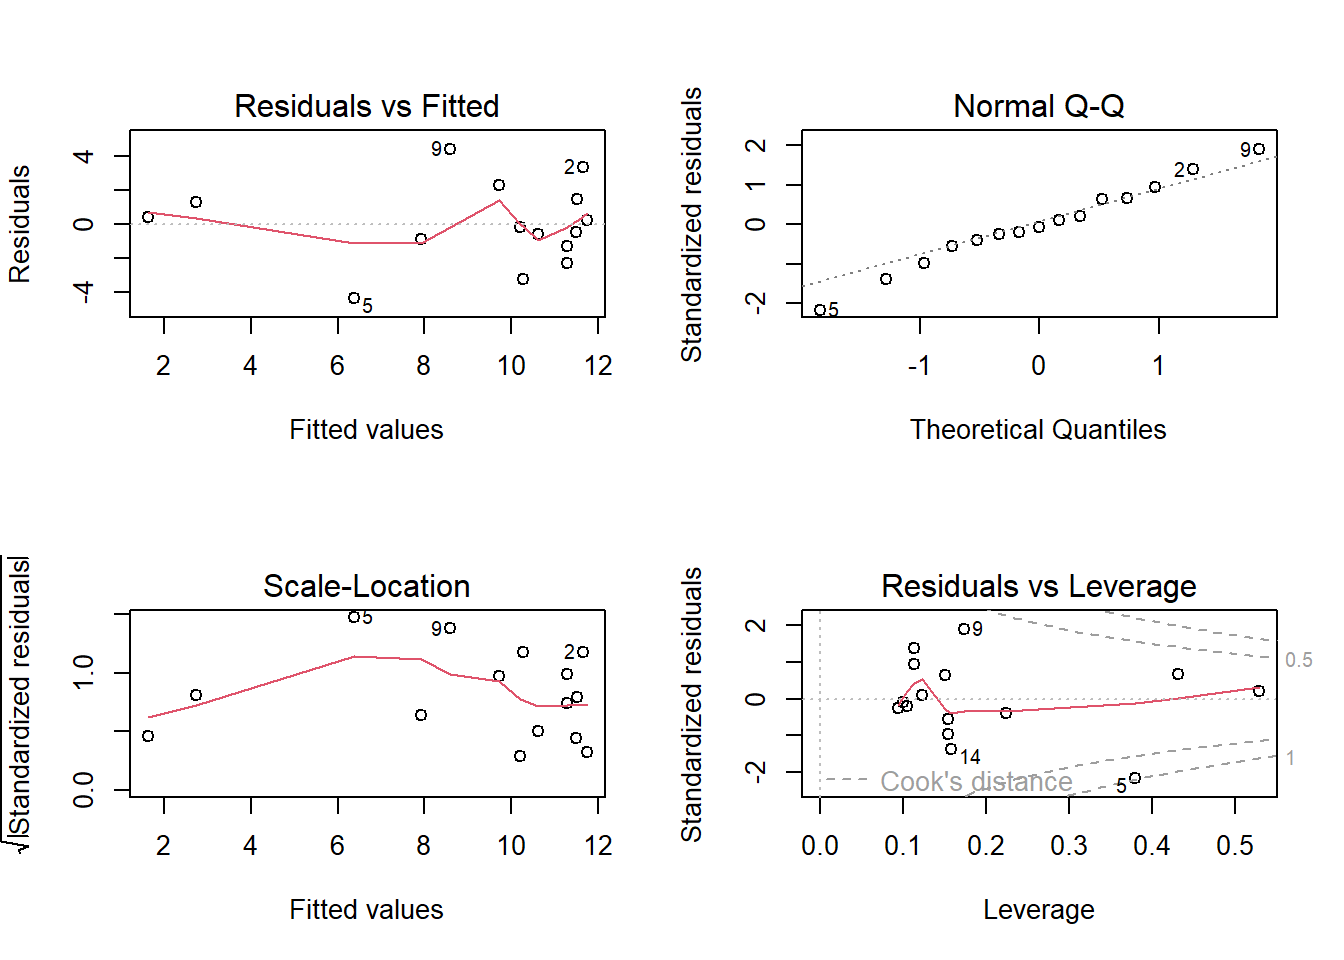 Residuals vs Fitted
Residuals
4
0
-4
9
2
5
2 4 6 8 10 12
Fitted values
Normal Q-Q
Standardized residuals
2
1
0
-2
9
2
5
-1 0 1
Theoretical Quantiles
Scale-Location
√|Standardized residuals|
1.0
0.0
5
9
2
2 4 6 8 10 12
Fitted values
Residuals vs Leverage
Standardized residuals
2
0
-2
9
0.5
14
1
Cook's distance
5
0.0 0.1 0.2 0.3 0.4 0.5
Leverage